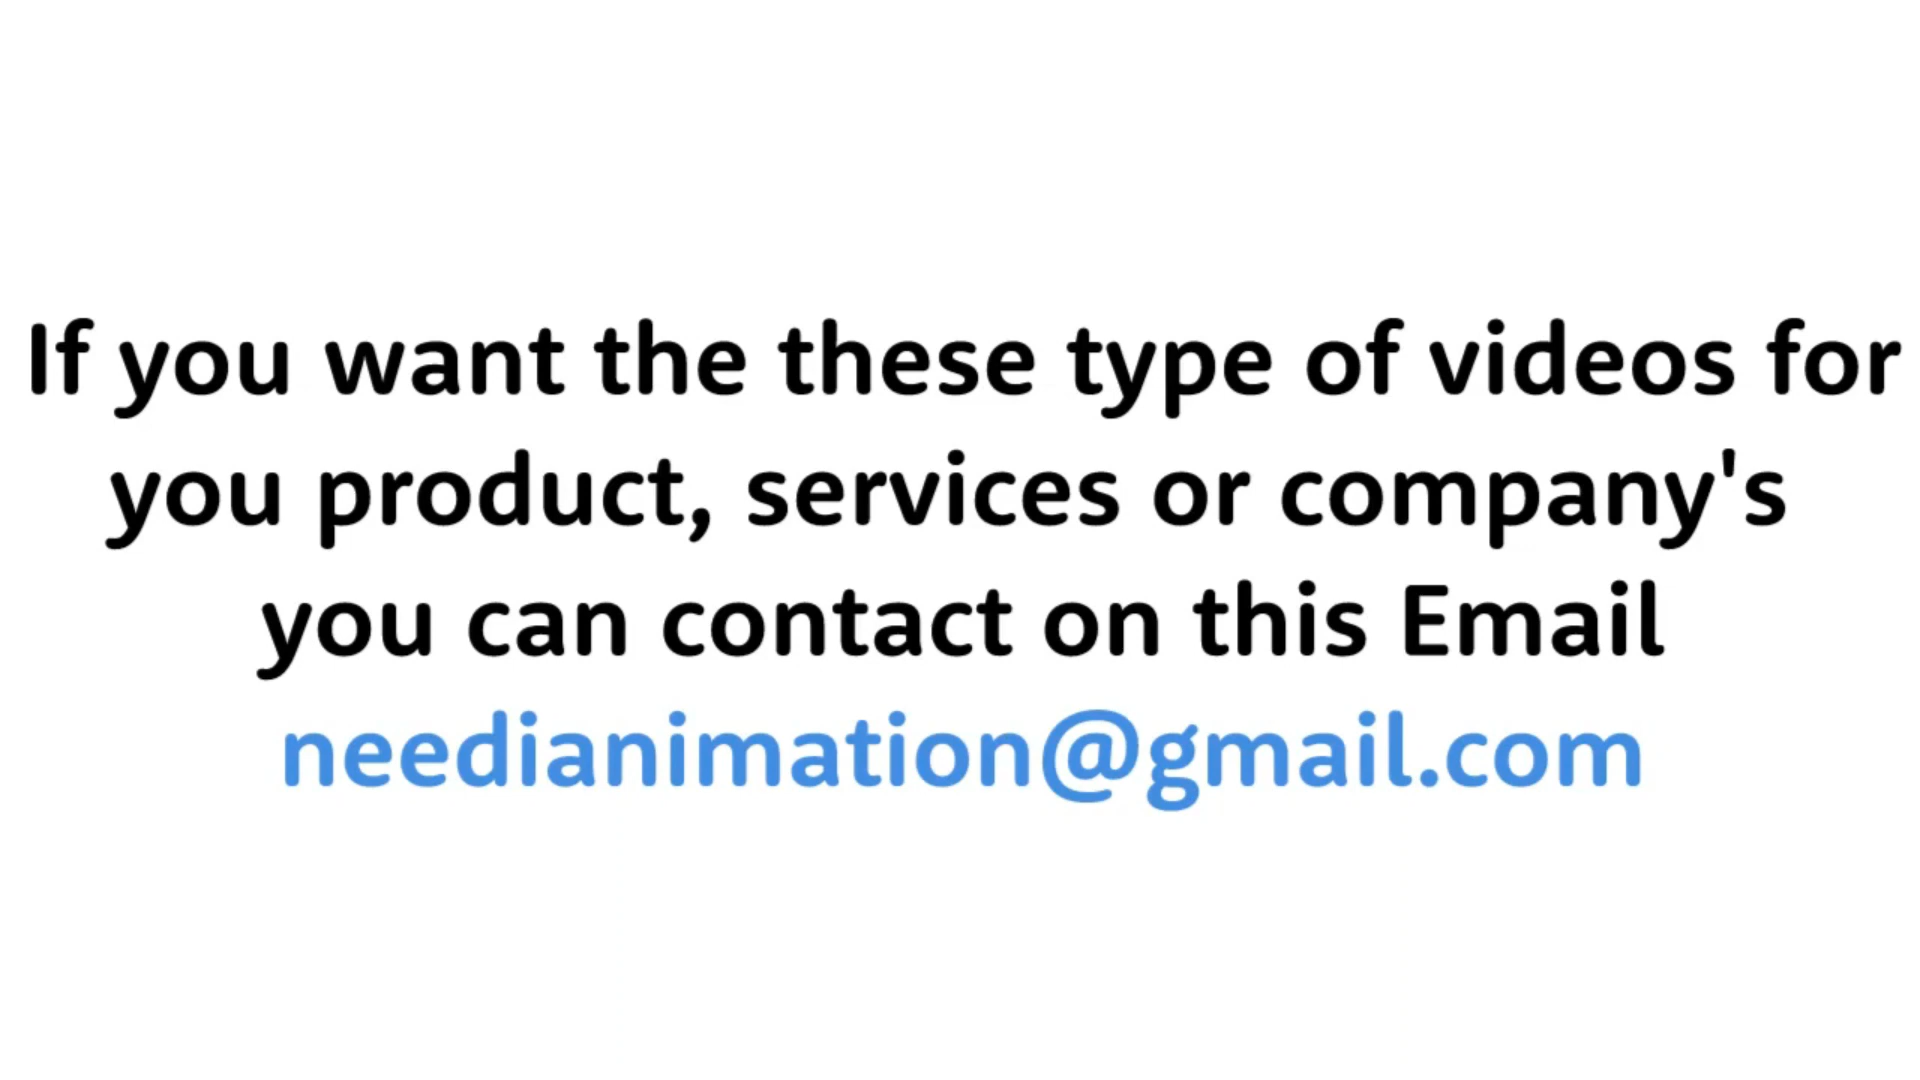 If you want the these type of videos for
you product, services or company's
you can contact on this Email
needianimation@gmail.com